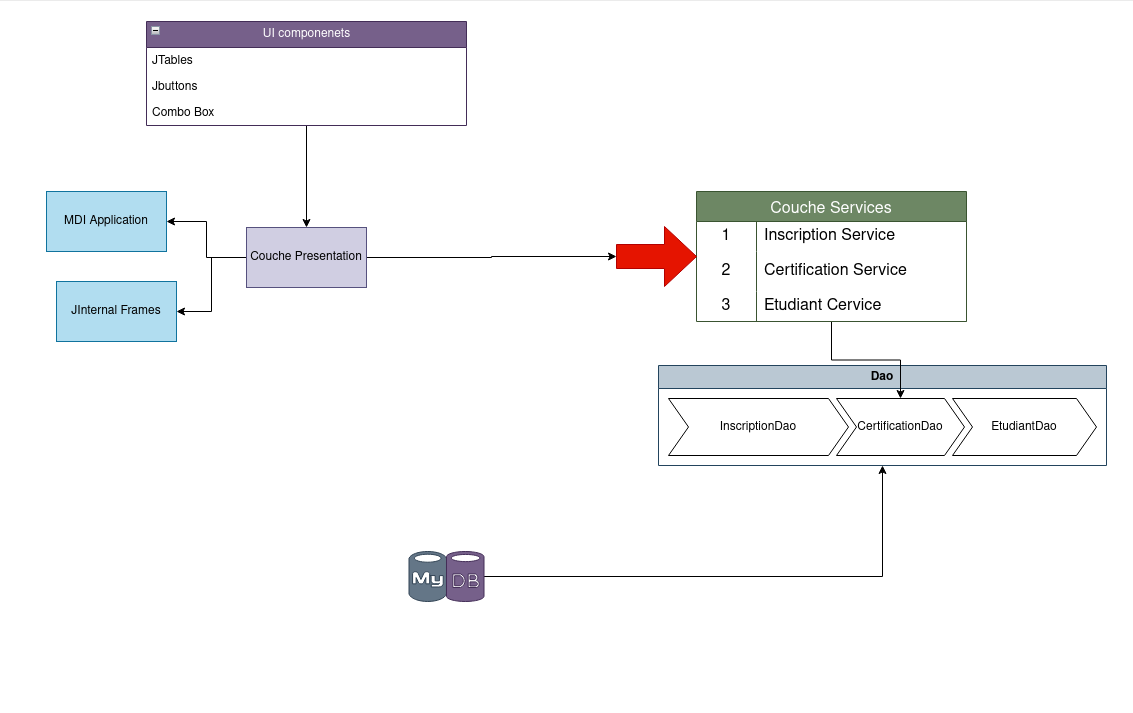 UI componenets
JTables
Jbuttons
Combo Box
MDI Application
JInternal Frames
Couche Presentation
Couche Services
1 Inscription Service
2 Certification Service
3 Etudiant Cervice
Dao
InscriptionDao CertificationDao EtudiantDao
My DB